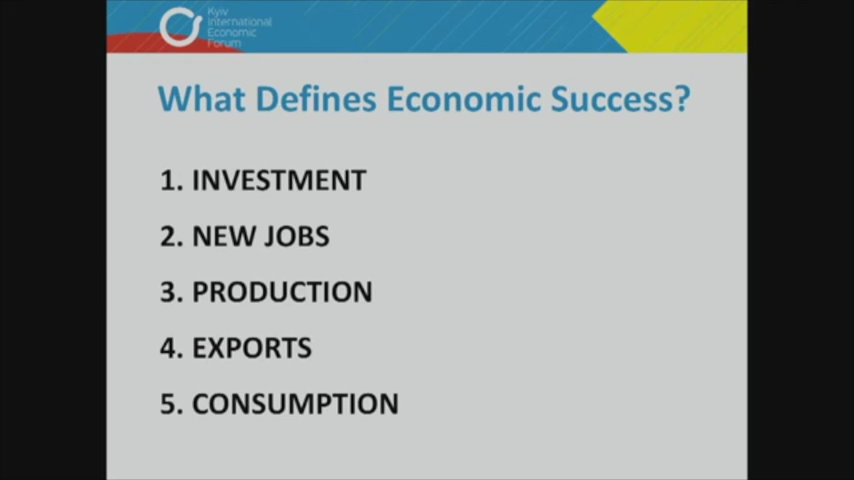 Kyiv
International
Economic
Forum
What Defines Economic Success?
1. INVESTMENT
2. NEW JOBS
3. PRODUCTION
4. EXPORTS
5. CONSUMPTION